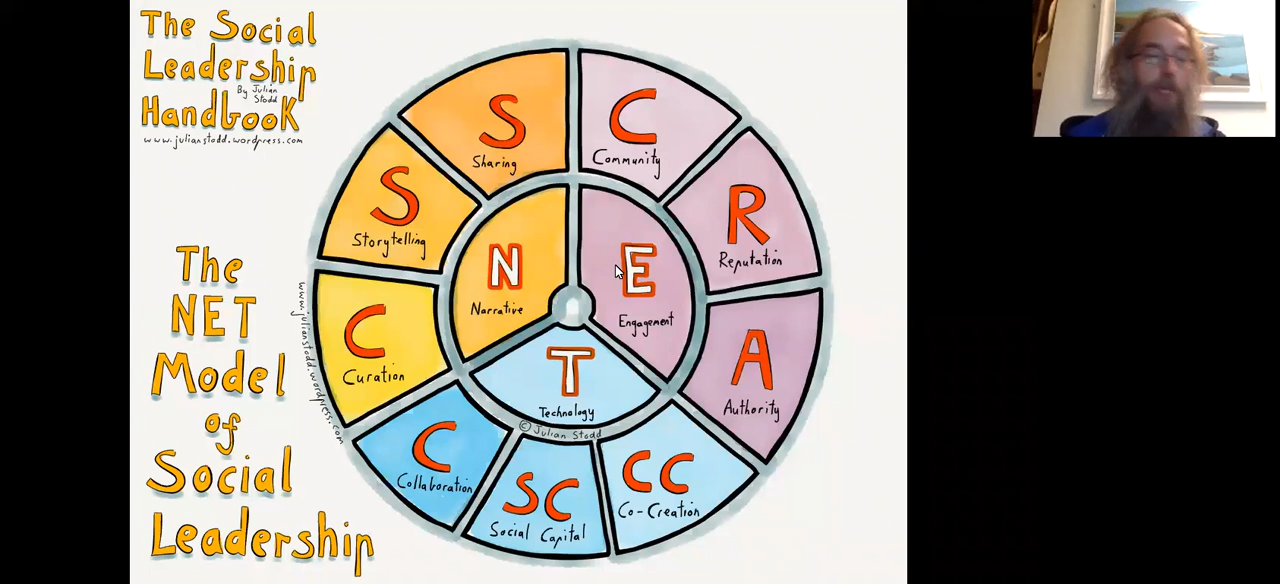 The Social
Leadership
By Julian
Stodd
Handbook
www.julianstodd.wordpress.com
The
NET
Model
of
Social
Leadership
S
Sharing
C
Community
S
Storytelling
R
Reputation
N
Narrative
E
Engagement
C
Curation
A
Authority
T
Technology
© Julian Stodd
C
Collaboration
SC
Social Capital
CC
Co-Creation
www.julianstodd.wordpress.com